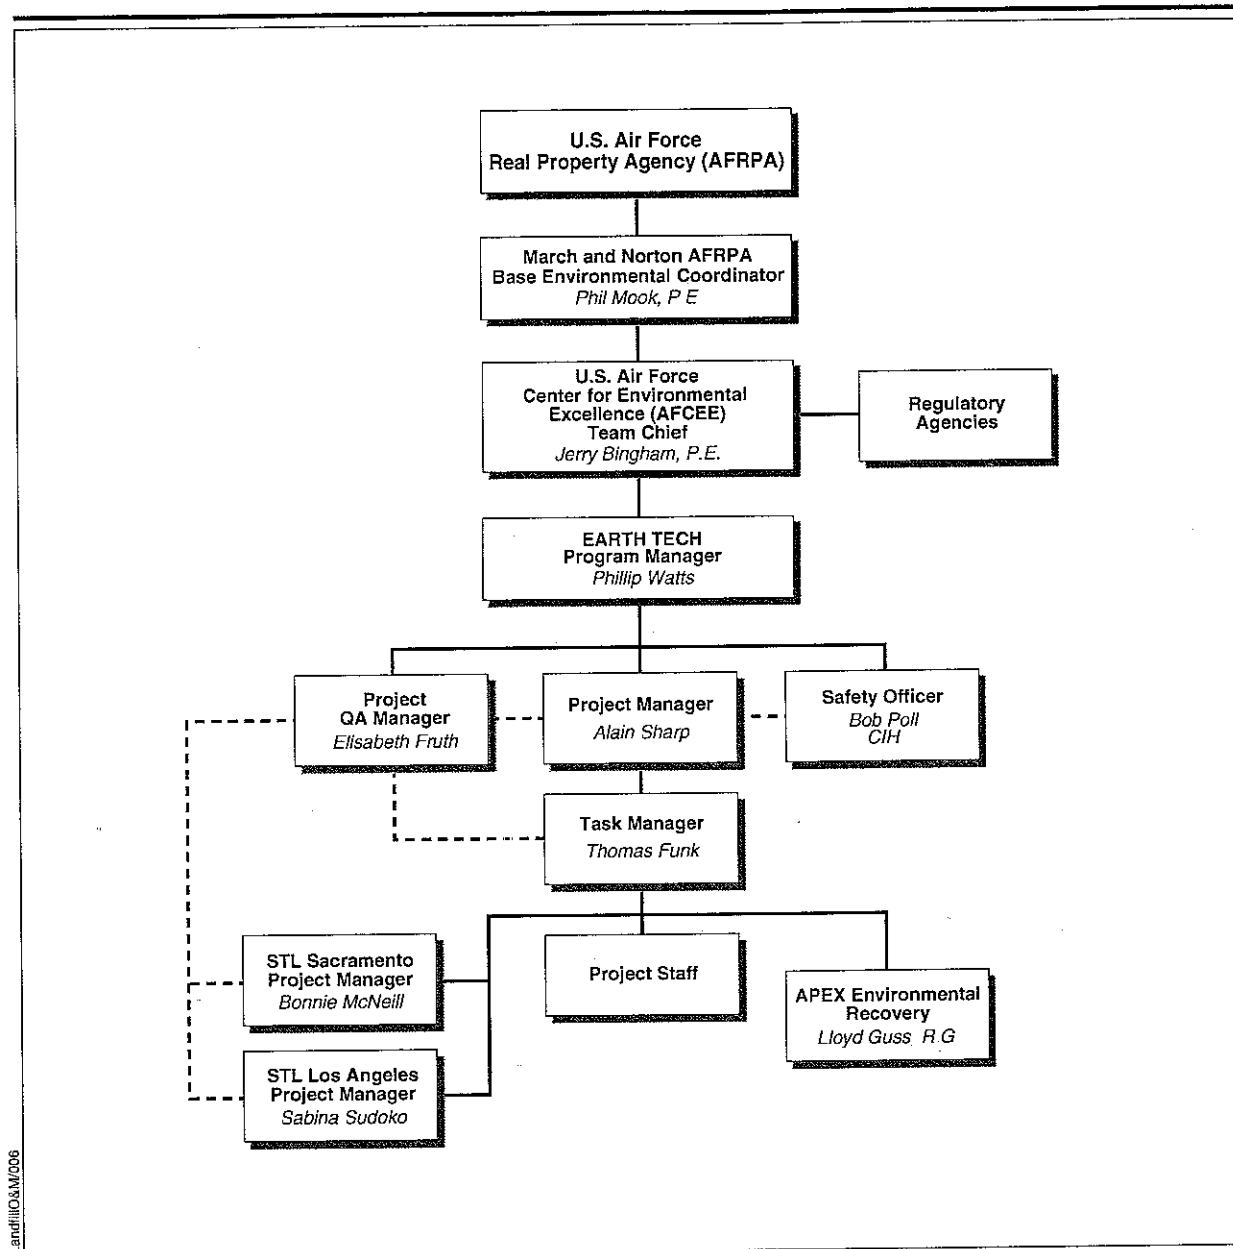 U.S. Air Force
Real Property Agency (AFRPA)
March and Norton AFRPA
Base Environmental Coordinator
Phil Mook, P E
U.S. Air Force
Center for Environmental
Excellence (AFCEE)
Team Chief
Jerry Bingham, P.E.
Regulatory
Agencies
EARTH TECH
Program Manager
Phillip Watts
Project
QA Manager
Elisabeth Fruth
Project Manager
Alain Sharp
Safety Officer
Bob Poll
CIH
Task Manager
Thomas Funk
STL Sacramento
Project Manager
Bonnie McNeill
Project Staff
APEX Environmental
Recovery
Lloyd Guss R.G
STL Los Angeles
Project Manager
Sabina Sudoko
andfillO&M/006